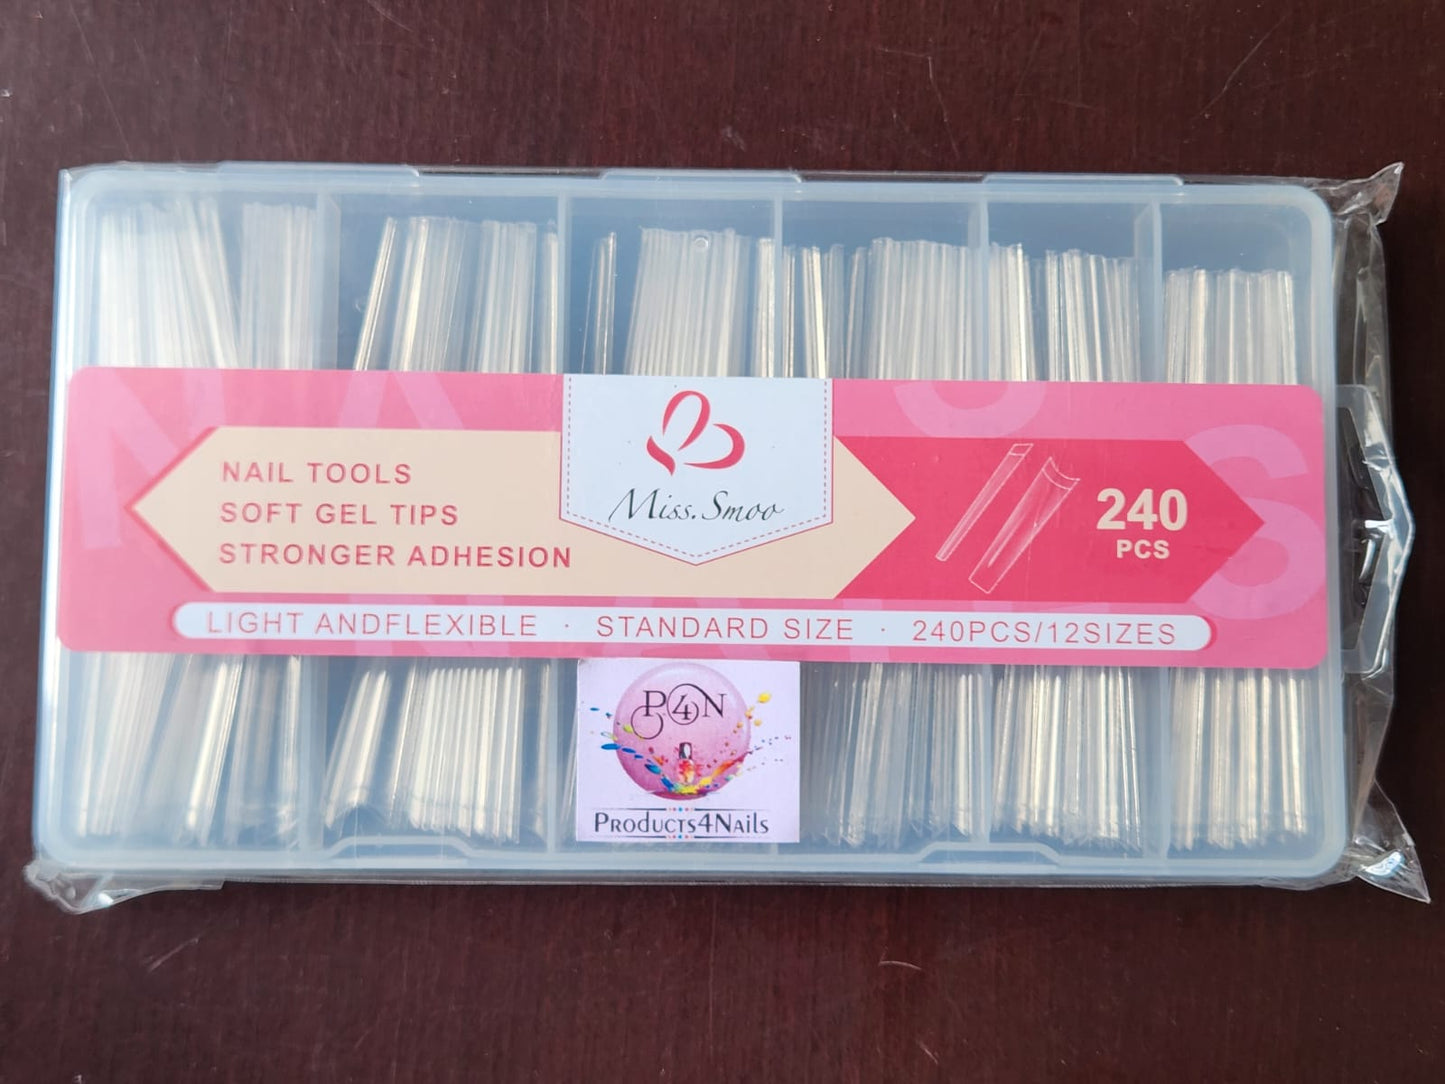 NAIL TOOLS
SOFT GEL TIPS
STRONGER ADHESION
Miss.Smoo
240
PCS
LIGHT ANDFLEXIBLE · STANDARD SIZE · 240PCS/12SIZES
P4N
PRODUCTS4NAILS